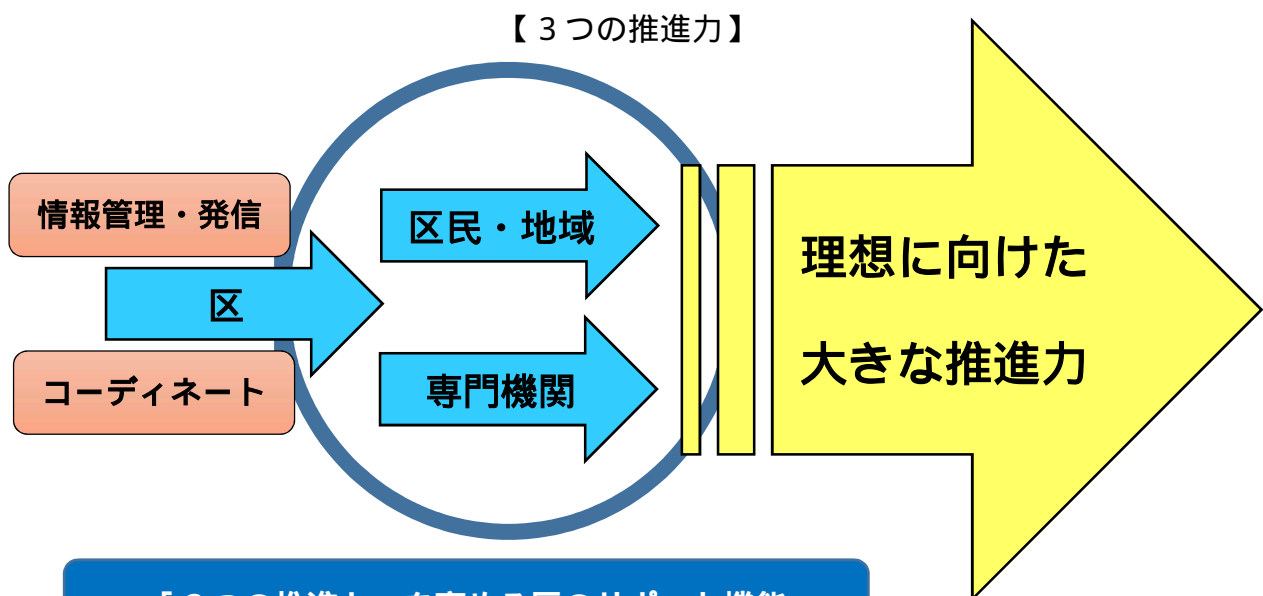 【３つの推進力】
情報管理・発信
区民・地域
区
理想に向けた
大きな推進力
コーディネート
専門機関